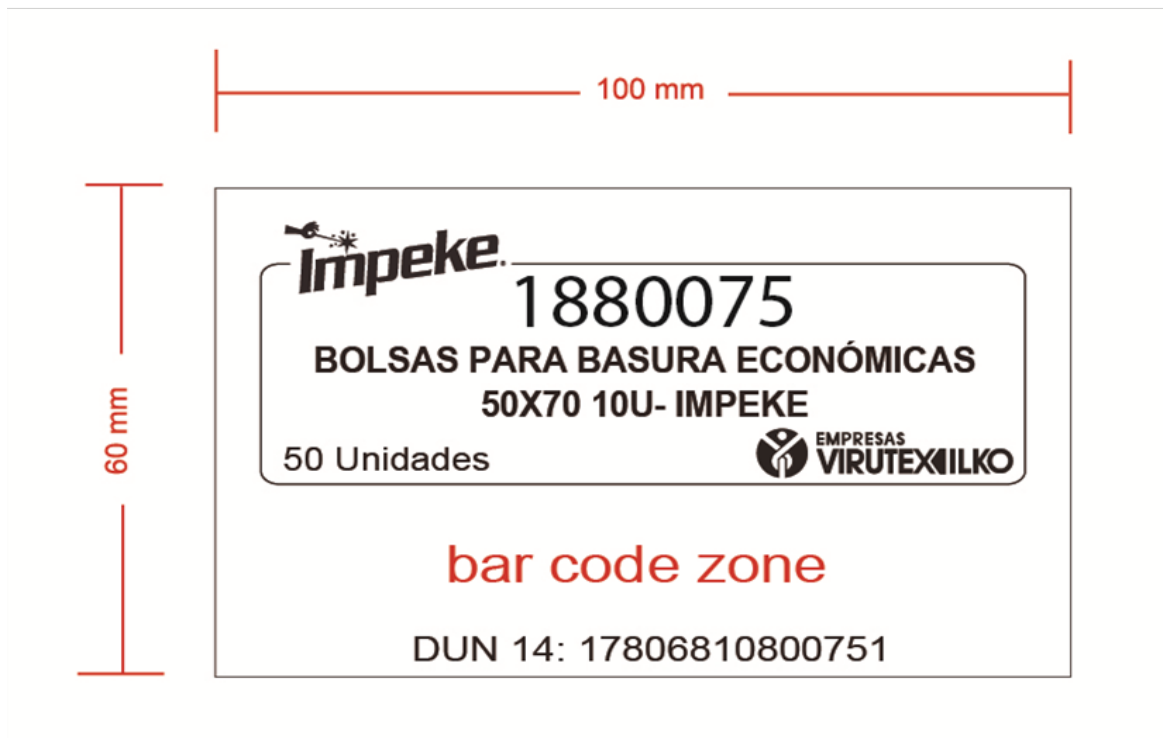 100 mm
60 mm
Impeke.
1880075
BOLSAS PARA BASURA ECONÓMICAS
50X70 10U- IMPEKE
50 Unidades
EMPRESAS
VIRUTEX ILKO
bar code zone
DUN 14: 17806810800751